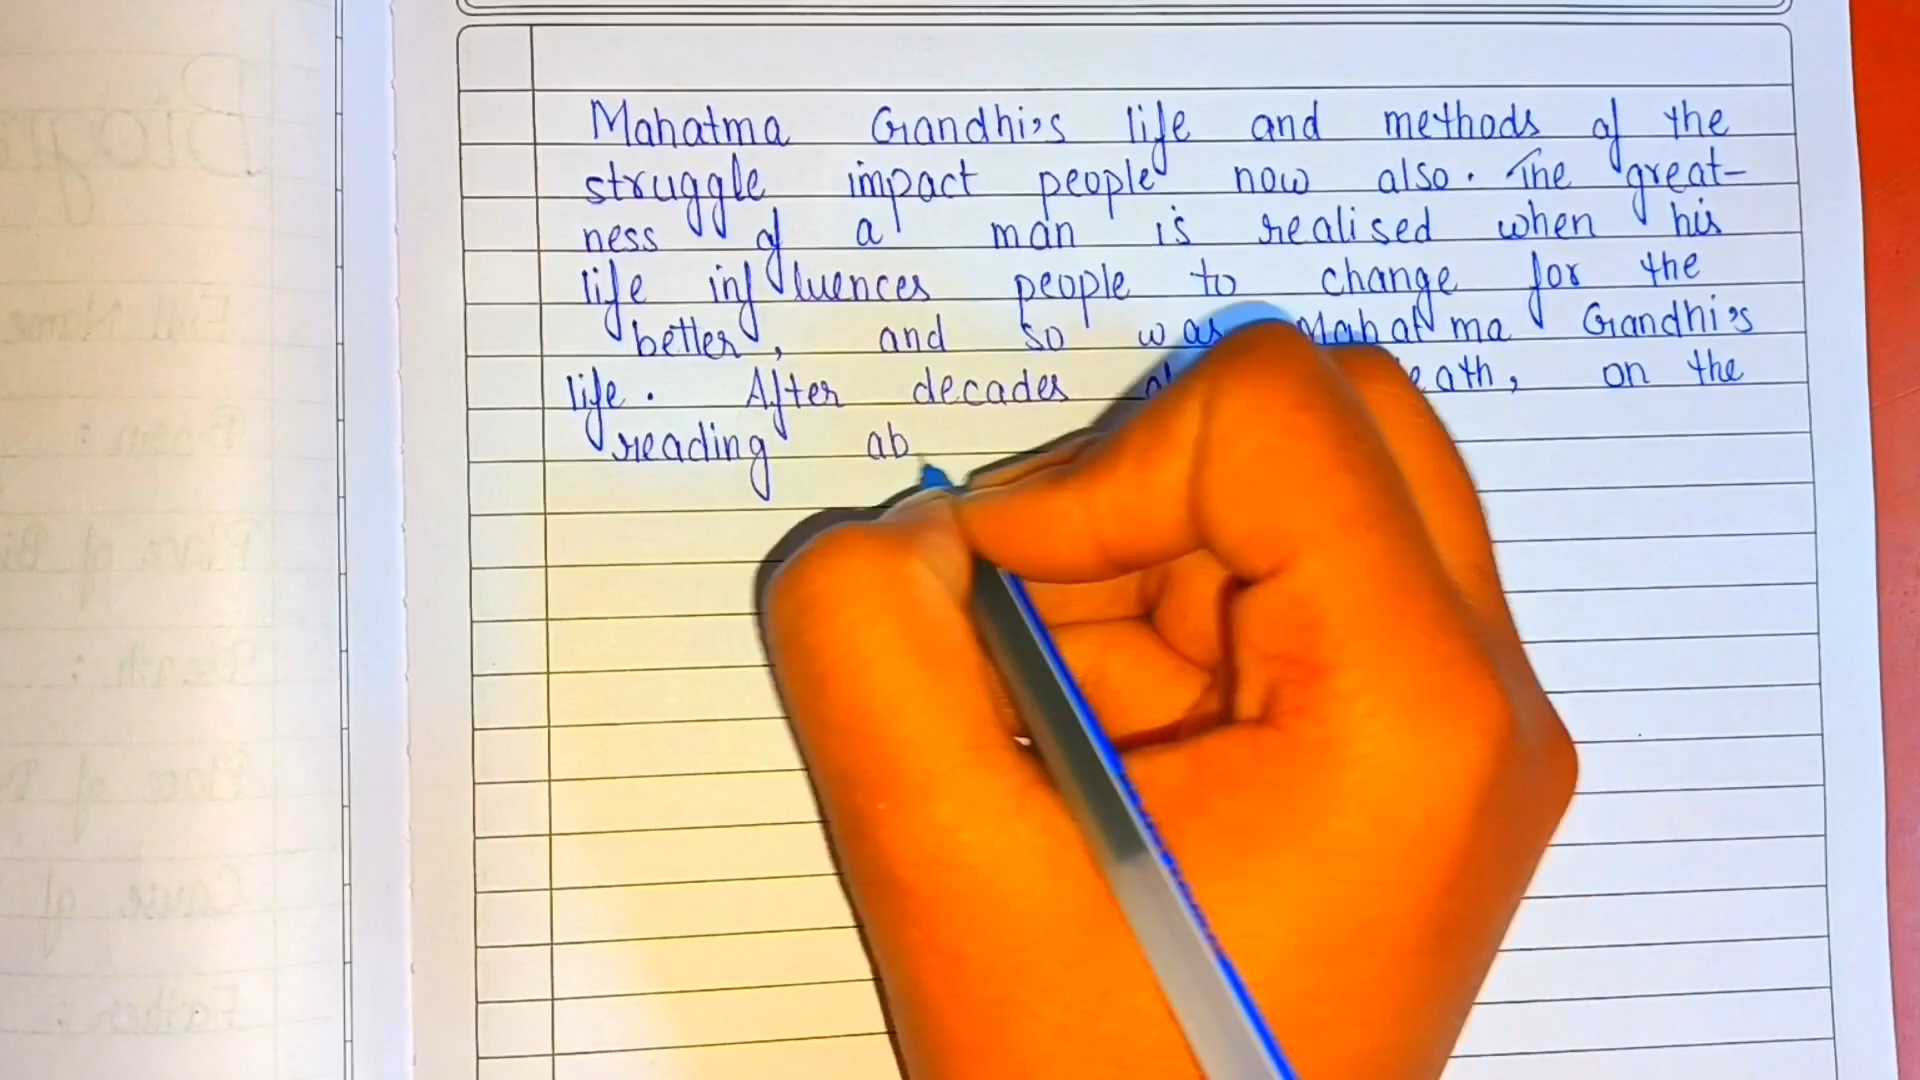 Mahatma Gandhi's life and methods of the
struggle impact people now also. The great-
ness of a man is realised when his
life influences people to change for the
better, and so was Mahatma Gandhi's
life. After decades on the
reading ab